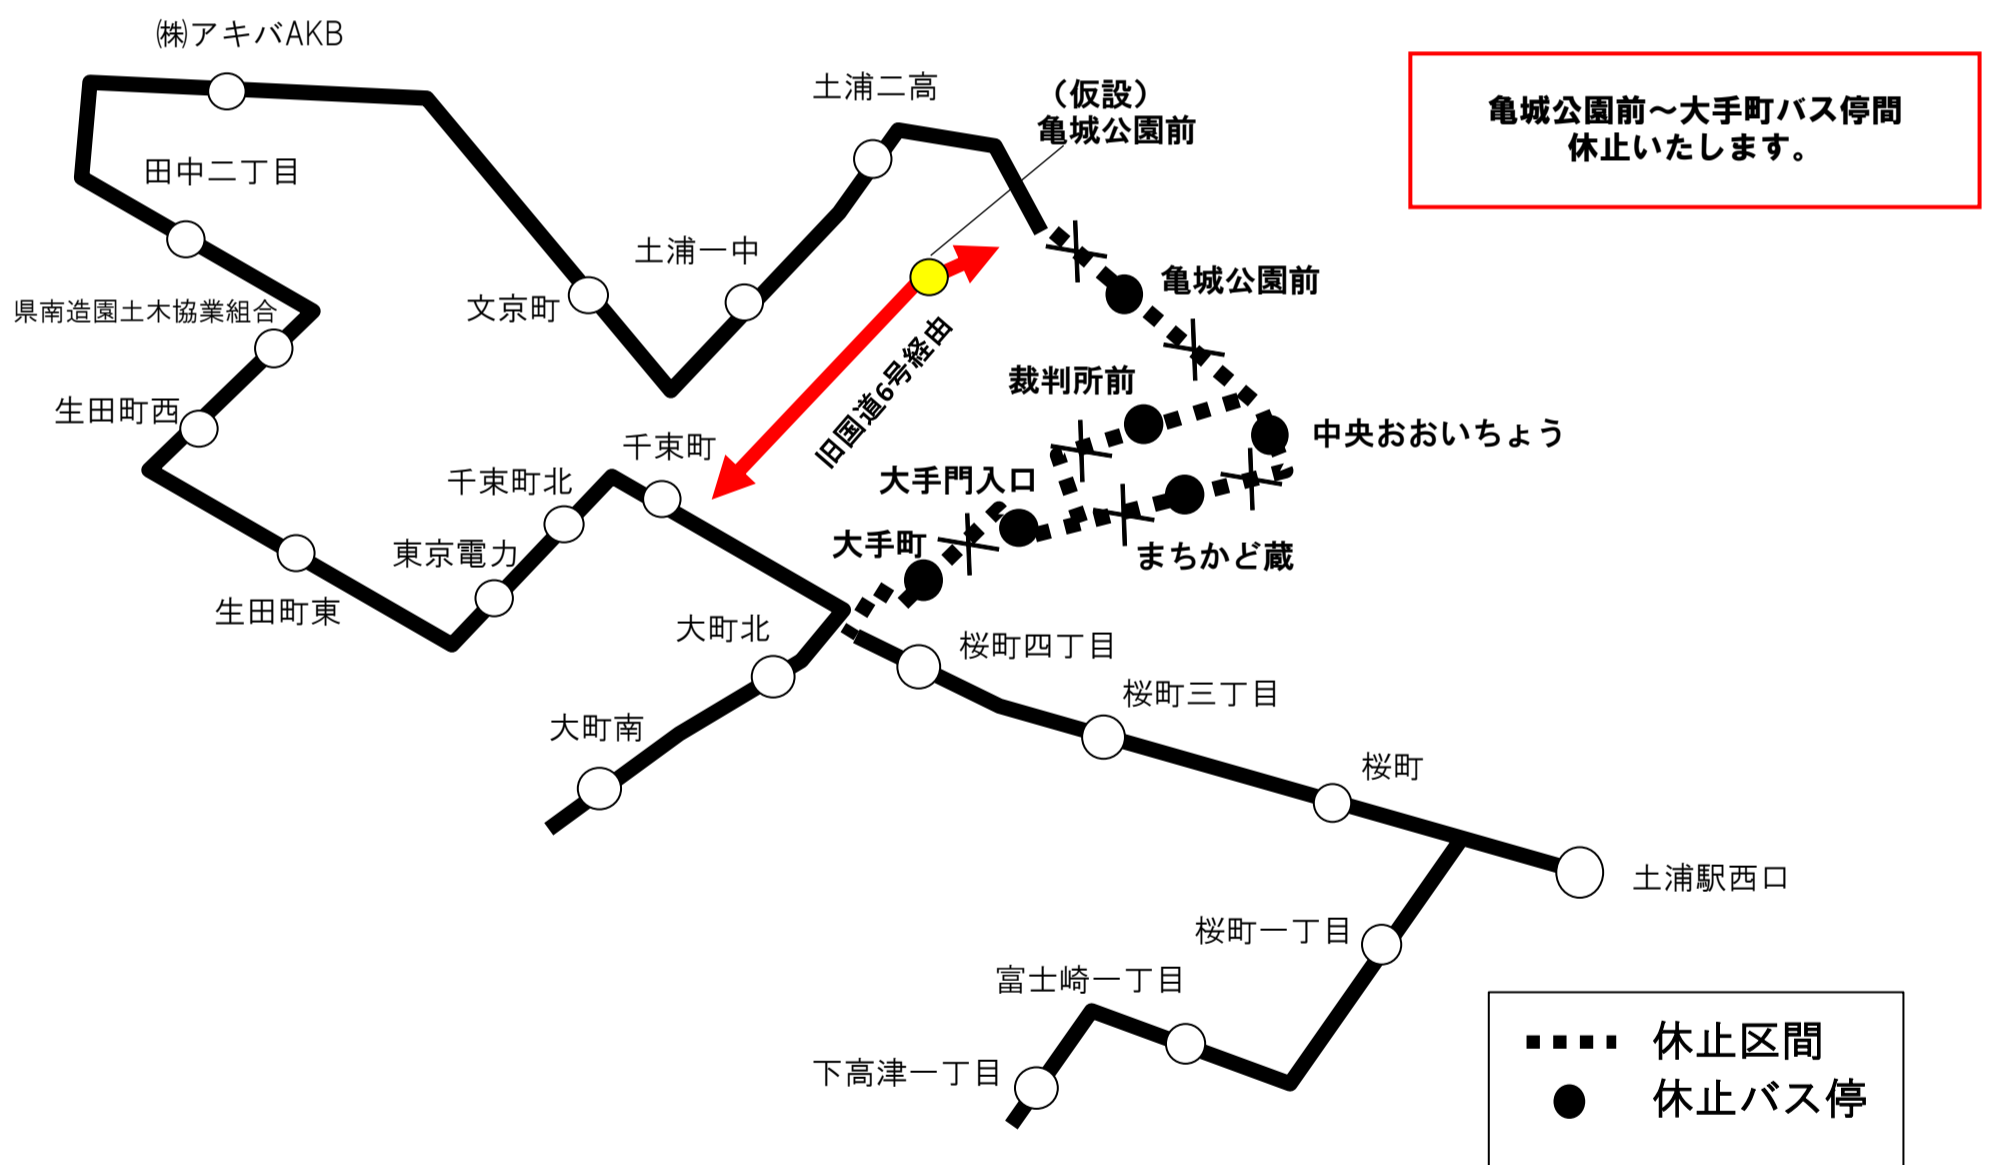 ㈱アキバAKB
土浦二高
（仮設）
亀城公園前
亀城公園前～大手町バス停間
休止いたします。
田中二丁目
土浦一中
亀城公園前
県南造園土木協業組合
文京町
旧国道6号経由
裁判所前
生田町西
千束町
中央おおいちょう
千束町北
大手門入口
東京電力
大手町
まちかど蔵
生田町東
大町北
桜町四丁目
桜町三丁目
大町南
桜町
土浦駅西口
桜町一丁目
富士崎一丁目
下高津一丁目
休止区間
休止バス停